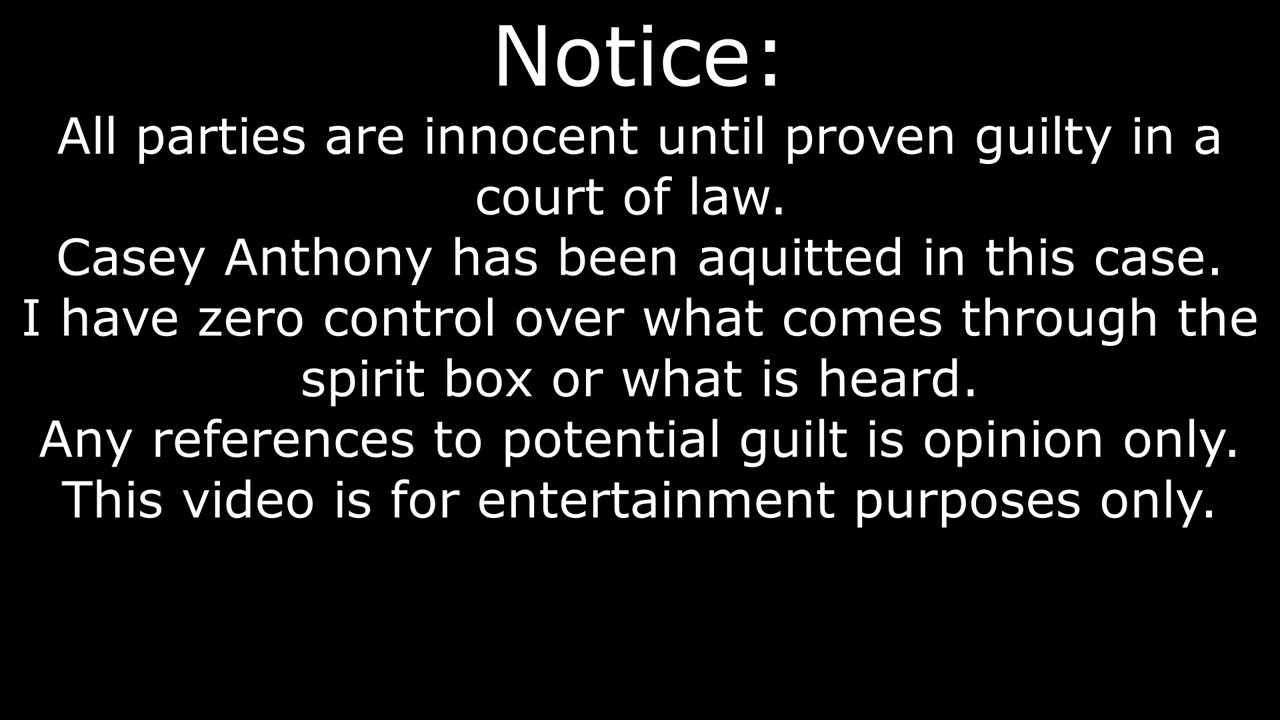 Notice:
All parties are innocent until proven guilty in a
court of law.
Casey Anthony has been aquitted in this case.
I have zero control over what comes through the
spirit box or what is heard.
Any references to potential guilt is opinion only.
This video is for entertainment purposes only.